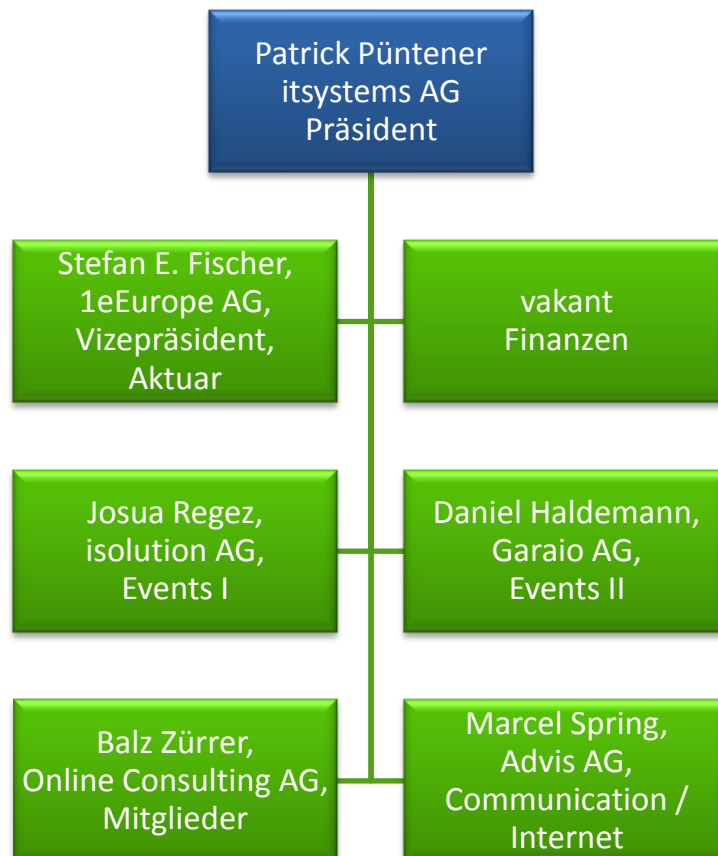 Patrick Püntener
itsystems AG
Präsident
Stefan E. Fischer,
1eEurope AG,
Vizepräsident,
Aktuar
vakant
Finanzen
Josua Regez,
isolution AG,
Events I
Daniel Haldemann,
Garaio AG,
Events II
Balz Zürrer,
Online Consulting AG,
Mitglieder
Marcel Spring,
Advis AG,
Communication /
Internet